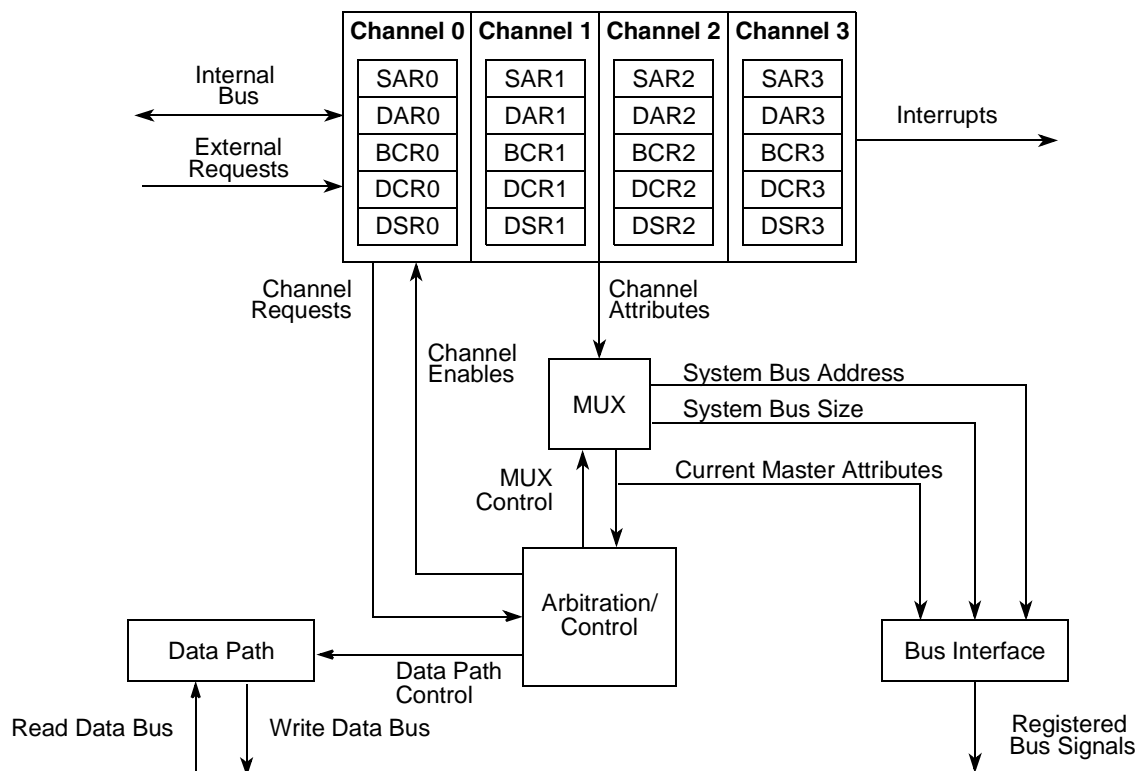 Channel 0 Channel 1 Channel 2 Channel 3
SAR0 SAR1 SAR2 SAR3
DAR0 DAR1 DAR2 DAR3
BCR0 BCR1 BCR2 BCR3
DCR0 DCR1 DCR2 DCR3
DSR0 DSR1 DSR2 DSR3
Internal
Bus
External
Requests
Interrupts
Channel
Requests
Channel
Enables
Channel
Attributes
MUX
System Bus Address
System Bus Size
Current Master Attributes
MUX
Control
Arbitration/
Control
Data Path
Data Path
Control
Bus Interface
Read Data Bus
Write Data Bus
Registered
Bus Signals